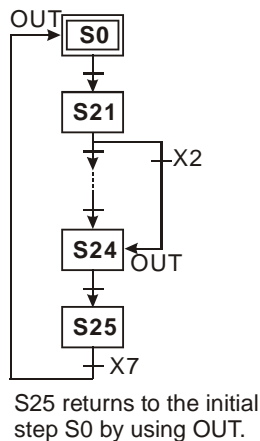 OUT
S0
S21
X2
S24
OUT
S25
X7
S25 returns to the initial
step S0 by using OUT.